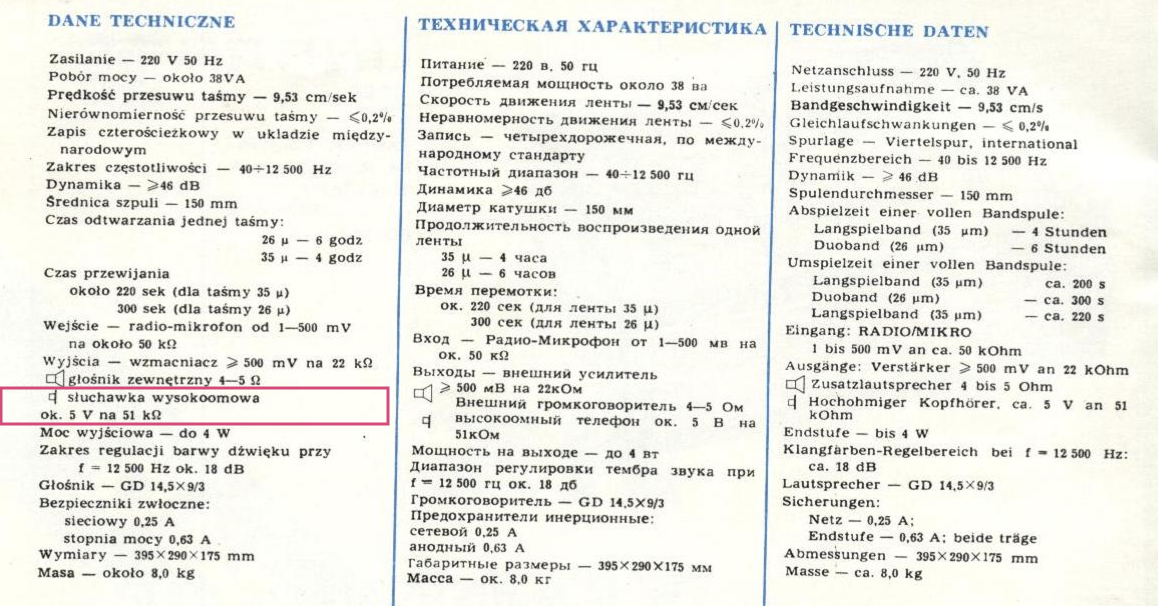 DANE TECHNICZNE
Zasilanie — 220 V 50 Hz
Pobór mocy — około 38VA
Prędkość przesuwu taśmy — 9,53 cm/sek
Nierównomierność przesuwu taśmy — ⩽0,2%
Zapis czterościeżkowy w układzie między-
narodowym
Zakres częstotliwości — 40÷12 500 Hz
Dynamika — ⩾46 dB
Średnica szpuli — 150 mm
Czas odtwarzania jednej taśmy:
26 μ — 6 godz
35 μ — 4 godz
Czas przewijania
około 220 sek (dla taśmy 35 μ)
300 sek (dla taśmy 26 μ)
Wejście — radio-mikrofon od 1—500 mV
na około 50 kΩ
Wyjścia — wzmacniacz ⩾ 500 mV na 22 kΩ
głośnik zewnętrzny 4—5 Ω
słuchawka wysokoomowa
ok. 5 V na 51 kΩ
Moc wyjściowa — do 4 W
Zakres regulacji barwy dźwięku przy
f = 12 500 Hz ok. 18 dB
Głośnik — GD 14,5×9/3
Bezpieczniki zwłoczne:
sieciowy 0,25 A
stopnia mocy 0,63 A
Wymiary — 395×290×175 mm
Masa — około 8,0 kg
ТЕХНИЧЕСКАЯ ХАРАКТЕРИСТИКА
Питание — 220 в, 50 гц
Потребляемая мощность около 38 ва
Скорость движения ленты — 9,53 см/сек
Неравномерность движения ленты — ⩽0,2%
Запись — четырехдорожечная, по между-
народному стандарту
Частотный диапазон — 40÷12 500 гц
Динамика ⩾46 дб
Диаметр катушки — 150 мм
Продолжительность воспроизведения одной
ленты
35 μ — 4 часа
26 μ — 6 часов
Время перемотки:
ок. 220 сек (для ленты 35 μ)
300 сек (для ленты 26 μ)
Вход — Радио-Микрофон от 1—500 мв на
ок. 50 кΩ
Выходы — внешний усилитель
⩾ 500 мВ на 22кОм
Внешний громкоговоритель 4—5 Ом
высокоомный телефон ок. 5 В на
51кОм
Мощность на выходе — до 4 вт
Диапазон регулировки тембра звука при
f = 12 500 гц ок. 18 дб
Громкоговоритель — GD 14,5×9/3
Предохранители инерционные:
сетевой 0,25 А
анодный 0,63 А
Габаритные размеры — 395×290×175 мм
Масса — ок. 8,0 кг
TECHNISCHE DATEN
Netzanschluss — 220 V, 50 Hz
Leistungsaufnahme — ca. 38 VA
Bandgeschwindigkeit — 9,53 cm/s
Gleichlaufschwankungen — ⩽ 0,2%
Spurlage — Viertelspur, international
Frequenzbereich — 40 bis 12 500 Hz
Dynamik — ⩾ 46 dB
Spulendurchmesser — 150 mm
Abspielzeit einer vollen Bandspule:
Langspielband (35 μm) — 4 Stunden
Duoband (26 μm) — 6 Stunden
Umspielzeit einer vollen Bandspule:
Langspielband (35 μm) ca. 200 s
Duoband (26 μm) — ca. 300 s
Langspielband (35 μm) — ca. 220 s
Eingang: RADIO/MIKRO
1 bis 500 mV an ca. 50 kOhm
Ausgänge: Verstärker ⩾ 500 mV an 22 kOhm
Zusatzlautsprecher 4 bis 5 Ohm
Hochohmiger Kopfhörer, ca. 5 V an 51
kOhm
Endstufe — bis 4 W
Klangfarben-Regelbereich bei f = 12 500 Hz:
ca. 18 dB
Lautsprecher — GD 14,5×9/3
Sicherungen:
Netz — 0,25 A;
Endstufe — 0,63 A; beide träge
Abmessungen — 395×290×175 mm
Masse — ca. 8,0 kg